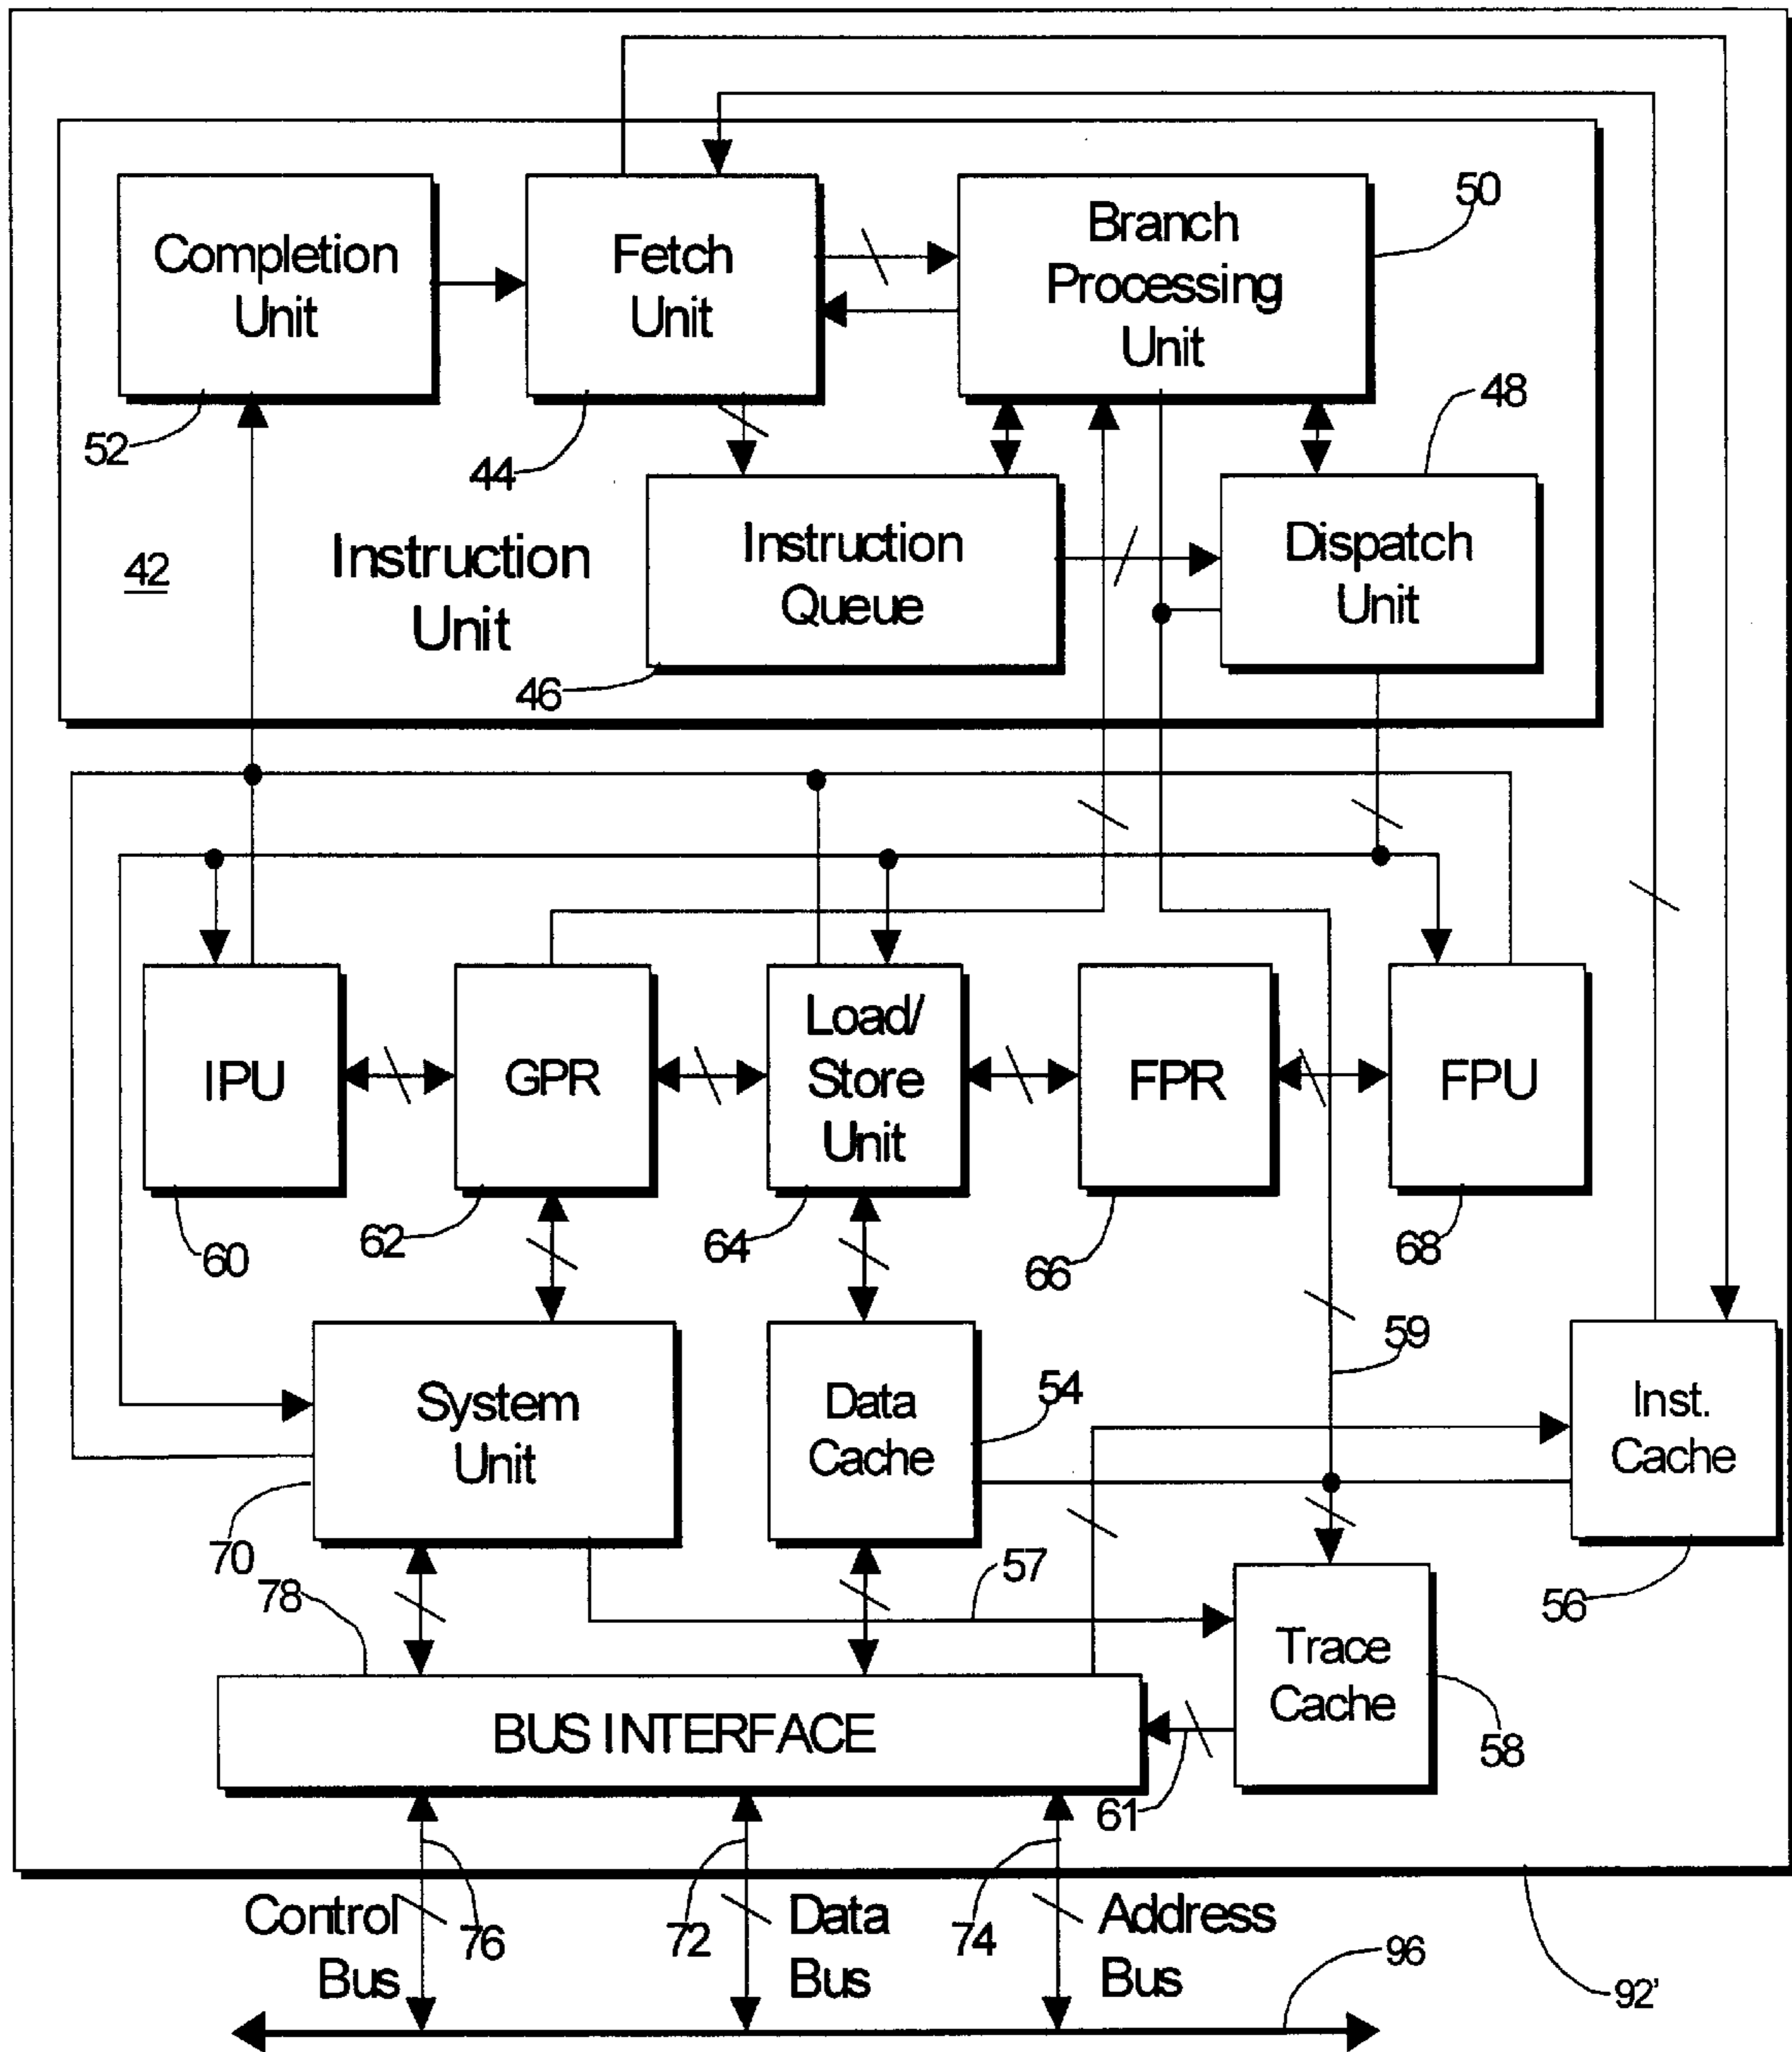 Completion
Unit
Fetch
Unit
Branch
Processing
Unit
50
52
44
48
42
Instruction
Unit
Instruction
Queue
Dispatch
Unit
46
IPU
GPR
Load/
Store
Unit
FPR
FPU
60
62
64
66
68
59
System
Unit
Data
Cache
54
Inst.
Cache
70
78
57
56
Trace
Cache
BUS INTERFACE
58
61
Control
Bus
76
72
Data
Bus
74
Address
Bus
96
92'